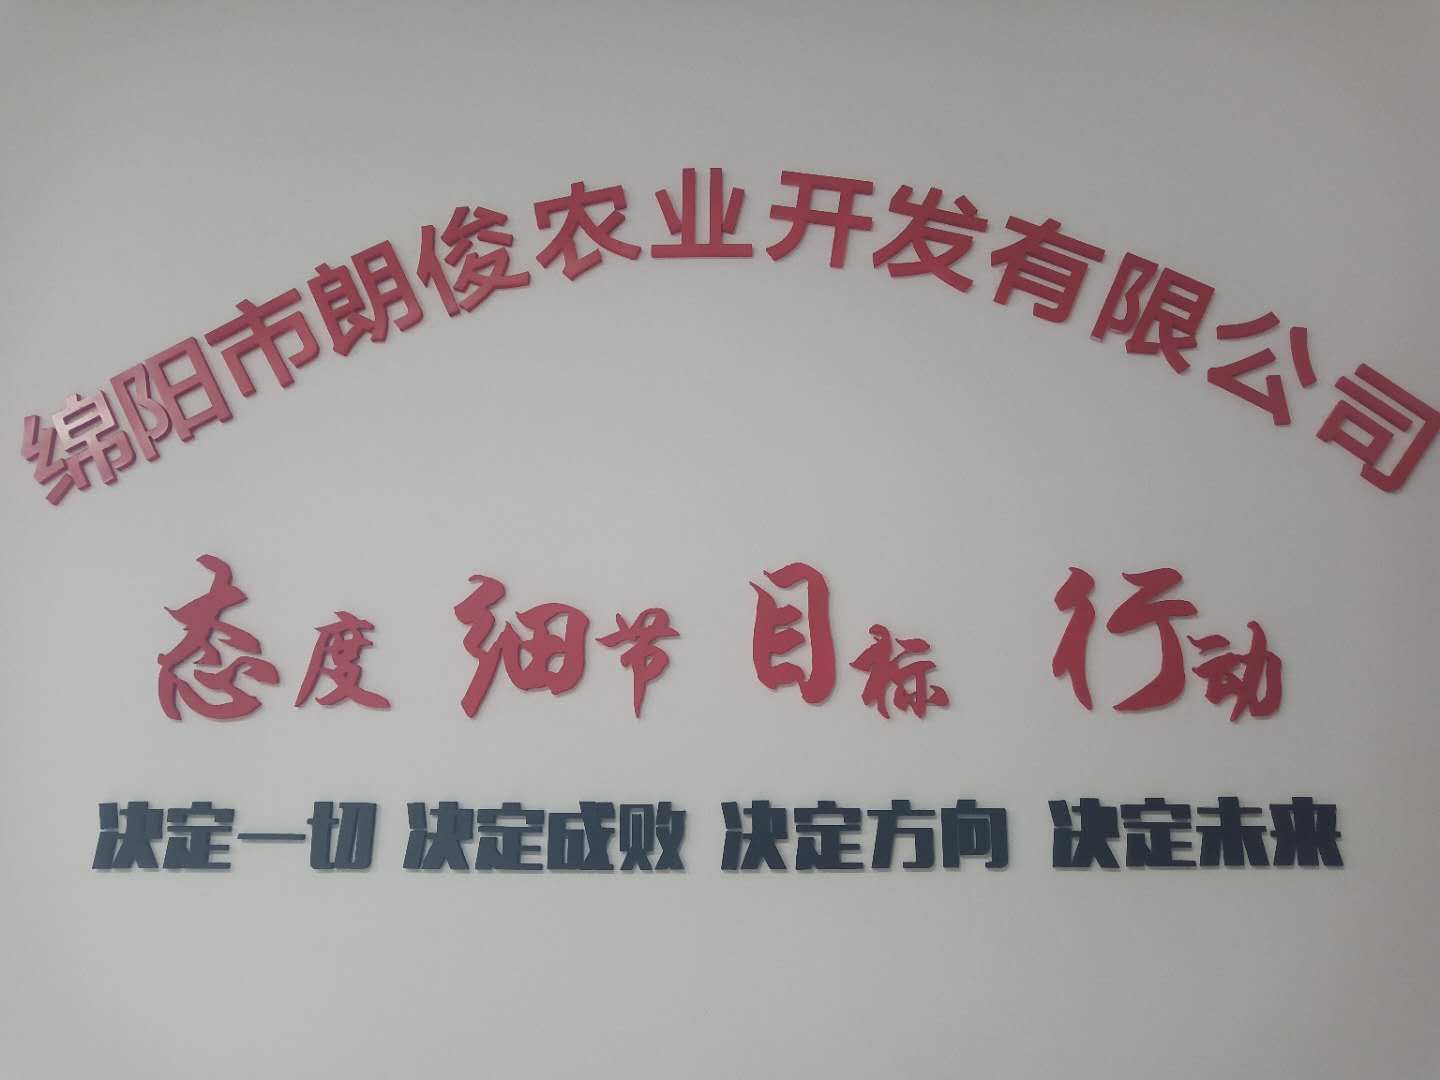 绵阳市朗俊农业开发有限公司
态度 细节 目标 行动
决定一切 决定成败 决定方向 决定未来